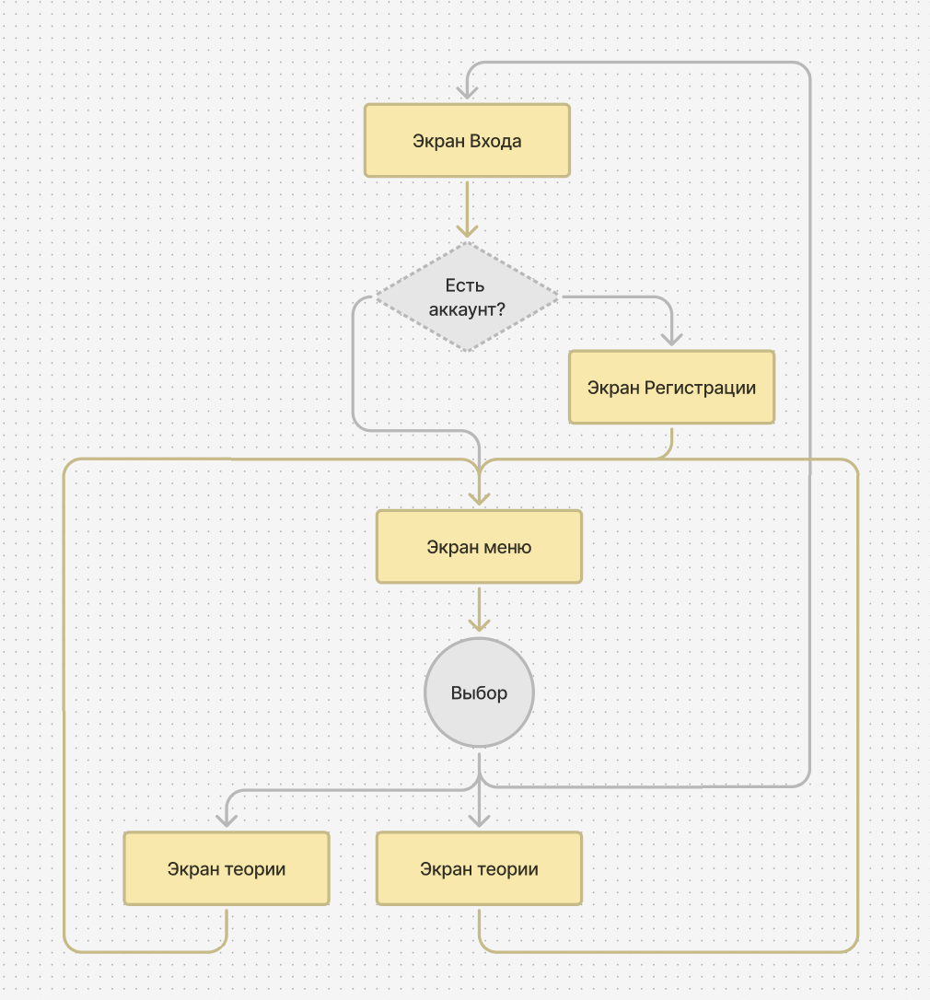 Экран Входа
Есть
аккаунт?
Экран Регистрации
Экран меню
Выбор
Экран теории
Экран теории